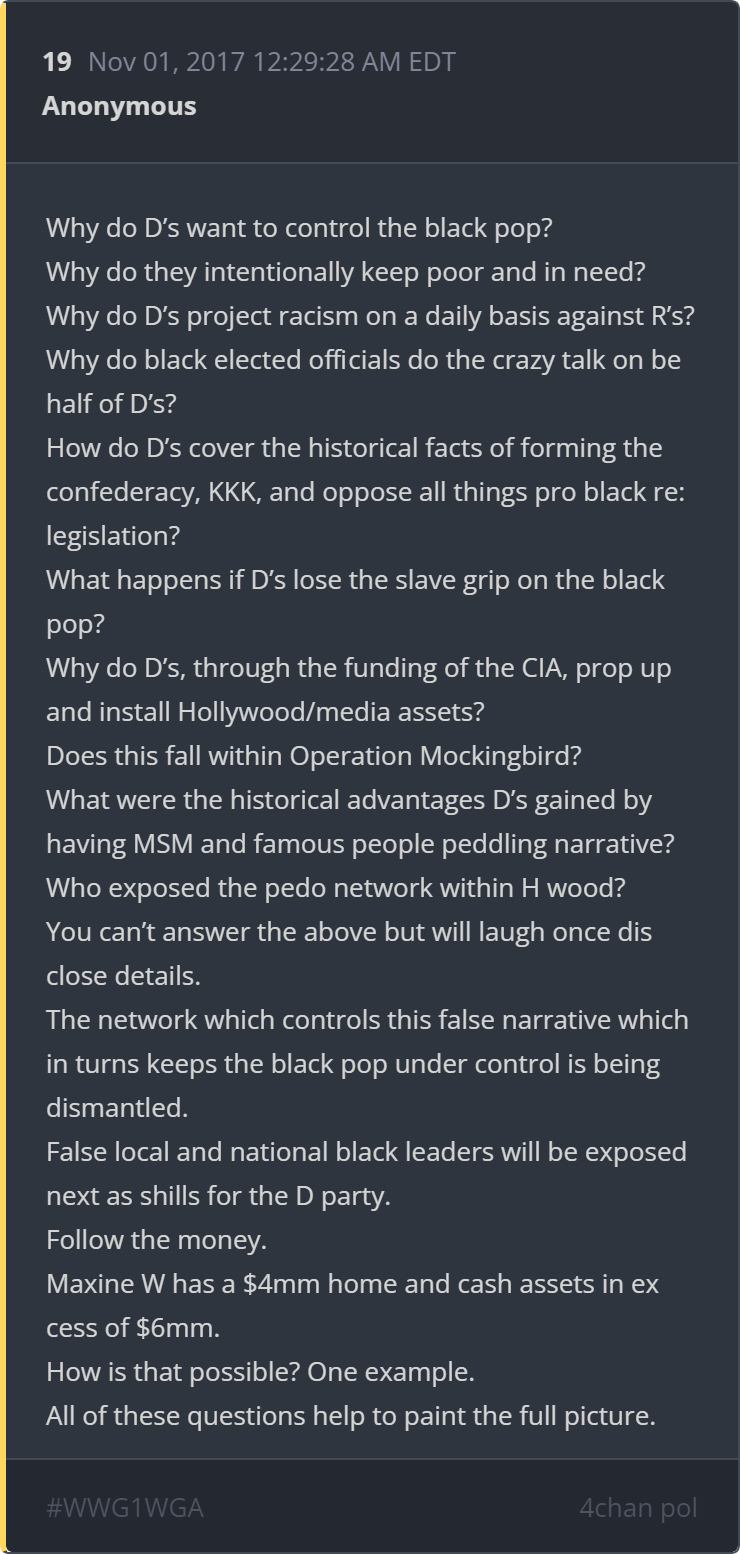 19 Nov 01, 2017 12:29:28 AM EDT
Anonymous
Why do D’s want to control the black pop?
Why do they intentionally keep poor and in need?
Why do D’s project racism on a daily basis against R’s?
Why do black elected officials do the crazy talk on be
half of D’s?
How do D’s cover the historical facts of forming the
confederacy, KKK, and oppose all things pro black re:
legislation?
What happens if D’s lose the slave grip on the black
pop?
Why do D’s, through the funding of the CIA, prop up
and install Hollywood/media assets?
Does this fall within Operation Mockingbird?
What were the historical advantages D’s gained by
having MSM and famous people peddling narrative?
Who exposed the pedo network within H wood?
You can’t answer the above but will laugh once dis
close details.
The network which controls this false narrative which
in turns keeps the black pop under control is being
dismantled.
False local and national black leaders will be exposed
next as shills for the D party.
Follow the money.
Maxine W has a $4mm home and cash assets in ex
cess of $6mm.
How is that possible? One example.
All of these questions help to paint the full picture.
#WWG1WGA 4chan pol